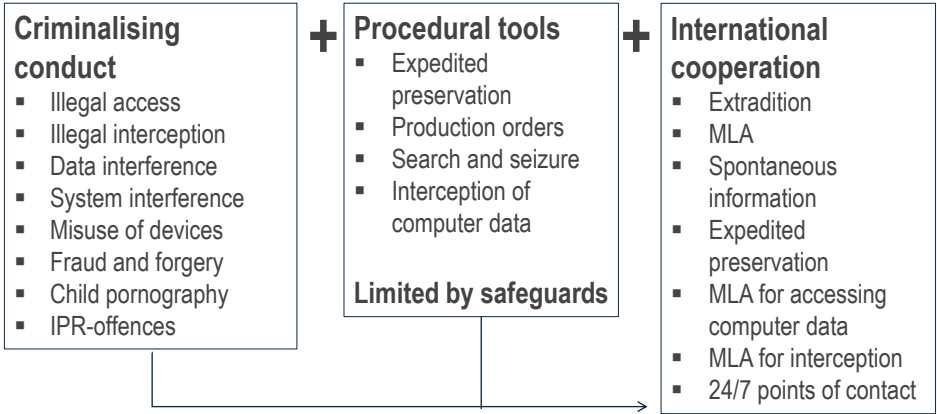 Criminalising
conduct
▪ Illegal access
▪ Illegal interception
▪ Data interference
▪ System interference
▪ Misuse of devices
▪ Fraud and forgery
▪ Child pornography
▪ IPR-offences
+
Procedural tools
▪ Expedited
preservation
▪ Production orders
▪ Search and seizure
▪ Interception of
computer data
Limited by safeguards
+
International
cooperation
▪ Extradition
▪ MLA
▪ Spontaneous
information
▪ Expedited
preservation
▪ MLA for accessing
computer data
▪ MLA for interception
▪ 24/7 points of contact